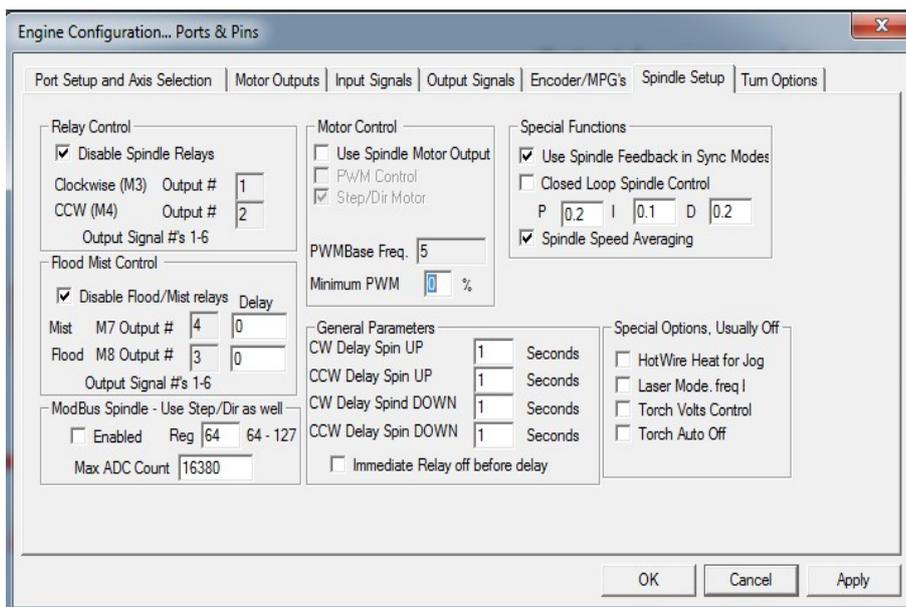 Engine Configuration... Ports & Pins
Port Setup and Axis Selection
Motor Outputs
Input Signals
Output Signals
Encoder/MPG's
Spindle Setup
Turn Options
Relay Control
Disable Spindle Relays
Clockwise (M3) Output # 1
CCW (M4) Output # 2
Output Signal #'s 1-6
Flood Mist Control
Disable Flood/Mist relays Delay
Mist M7 Output # 4 0
Flood M8 Output # 3 0
Output Signal #'s 1-6
ModBus Spindle - Use Step/Dir as well
Enabled Reg 64 64 - 127
Max ADC Count 16380
Motor Control
Use Spindle Motor Output
PWM Control
Step/Dir Motor
PWMBase Freq. 5
Minimum PWM 0 %
General Parameters
CW Delay Spin UP 1 Seconds
CCW Delay Spin UP 1 Seconds
CW Delay Spind DOWN 1 Seconds
CCW Delay Spin DOWN 1 Seconds
Immediate Relay off before delay
Special Functions
Use Spindle Feedback in Sync Modes
Closed Loop Spindle Control
P 0.2 I 0.1 D 0.2
Spindle Speed Averaging
Special Options, Usually Off
HotWire Heat for Jog
Laser Mode. freq l
Torch Volts Control
Torch Auto Off
OK
Cancel
Apply